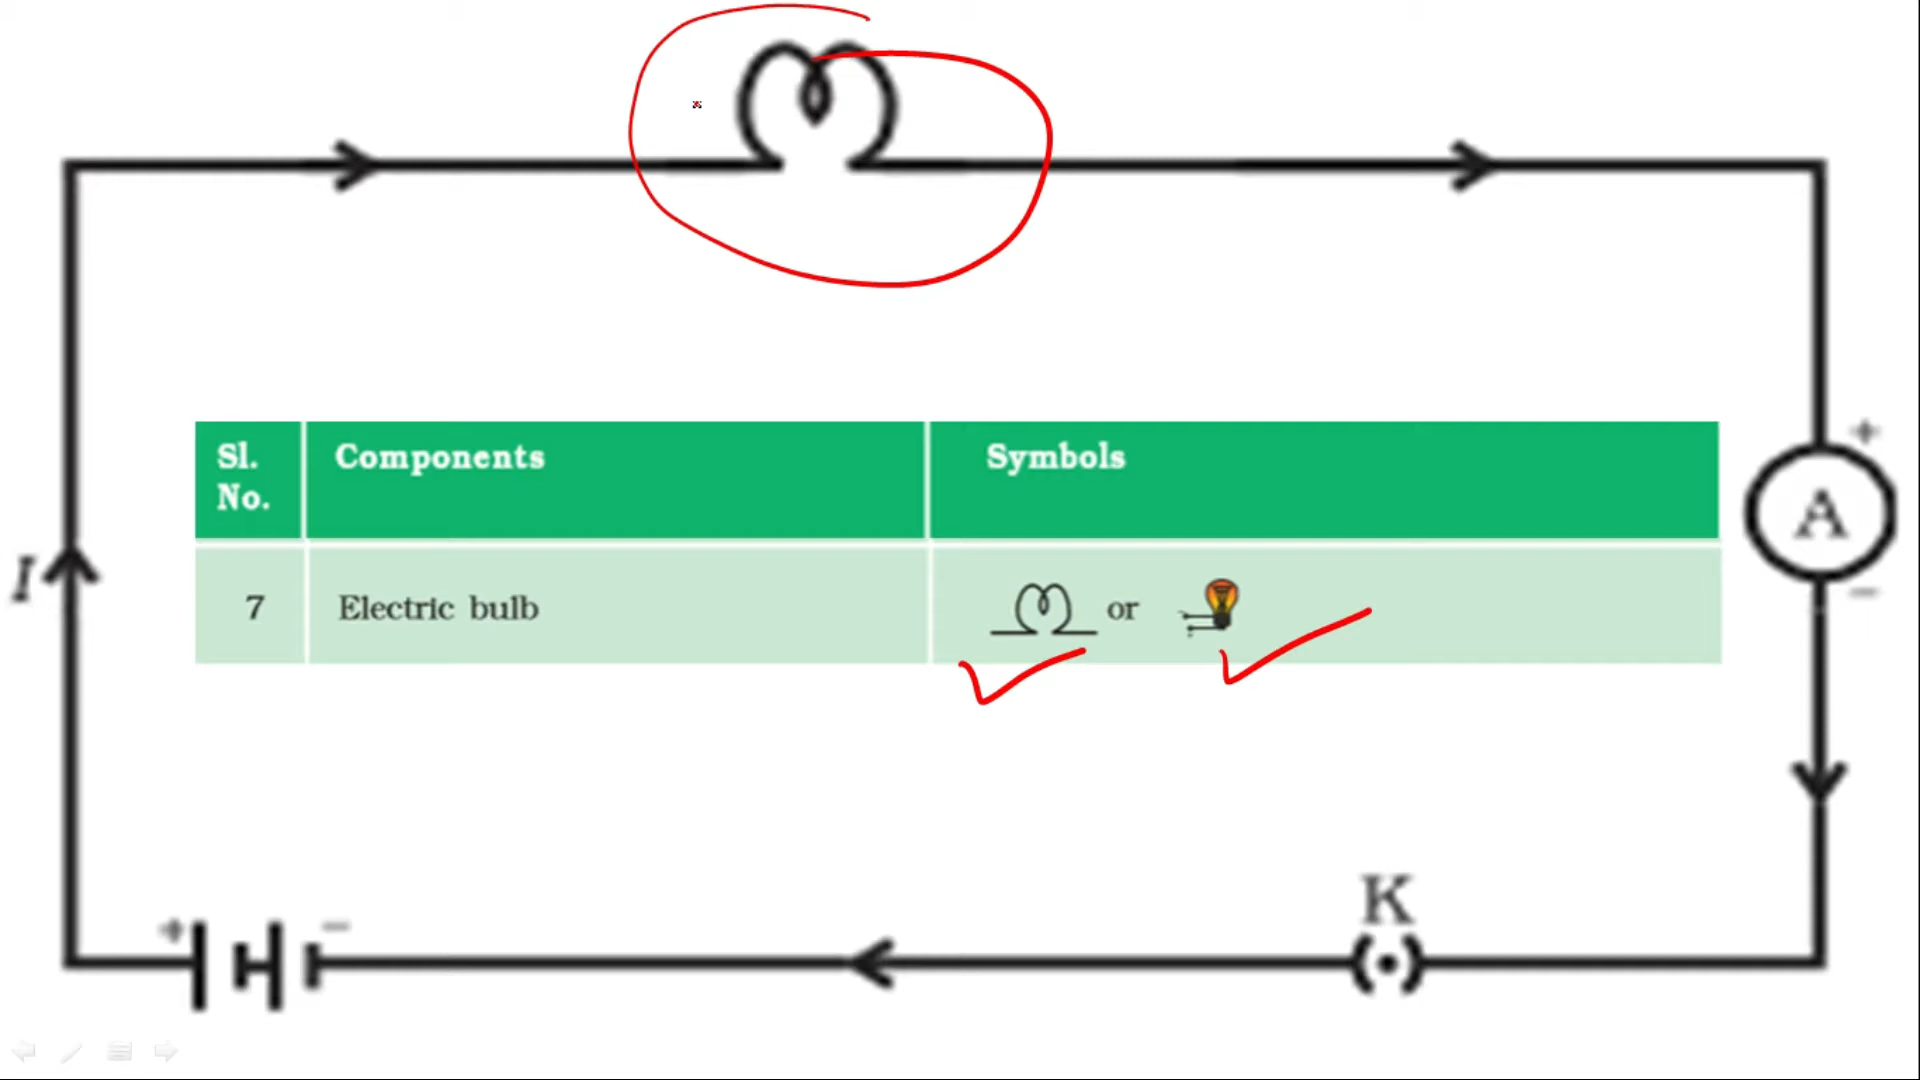 +
I
Sl.
No.
Components
Symbols
A
7
Electric bulb
or
−
K
+
−